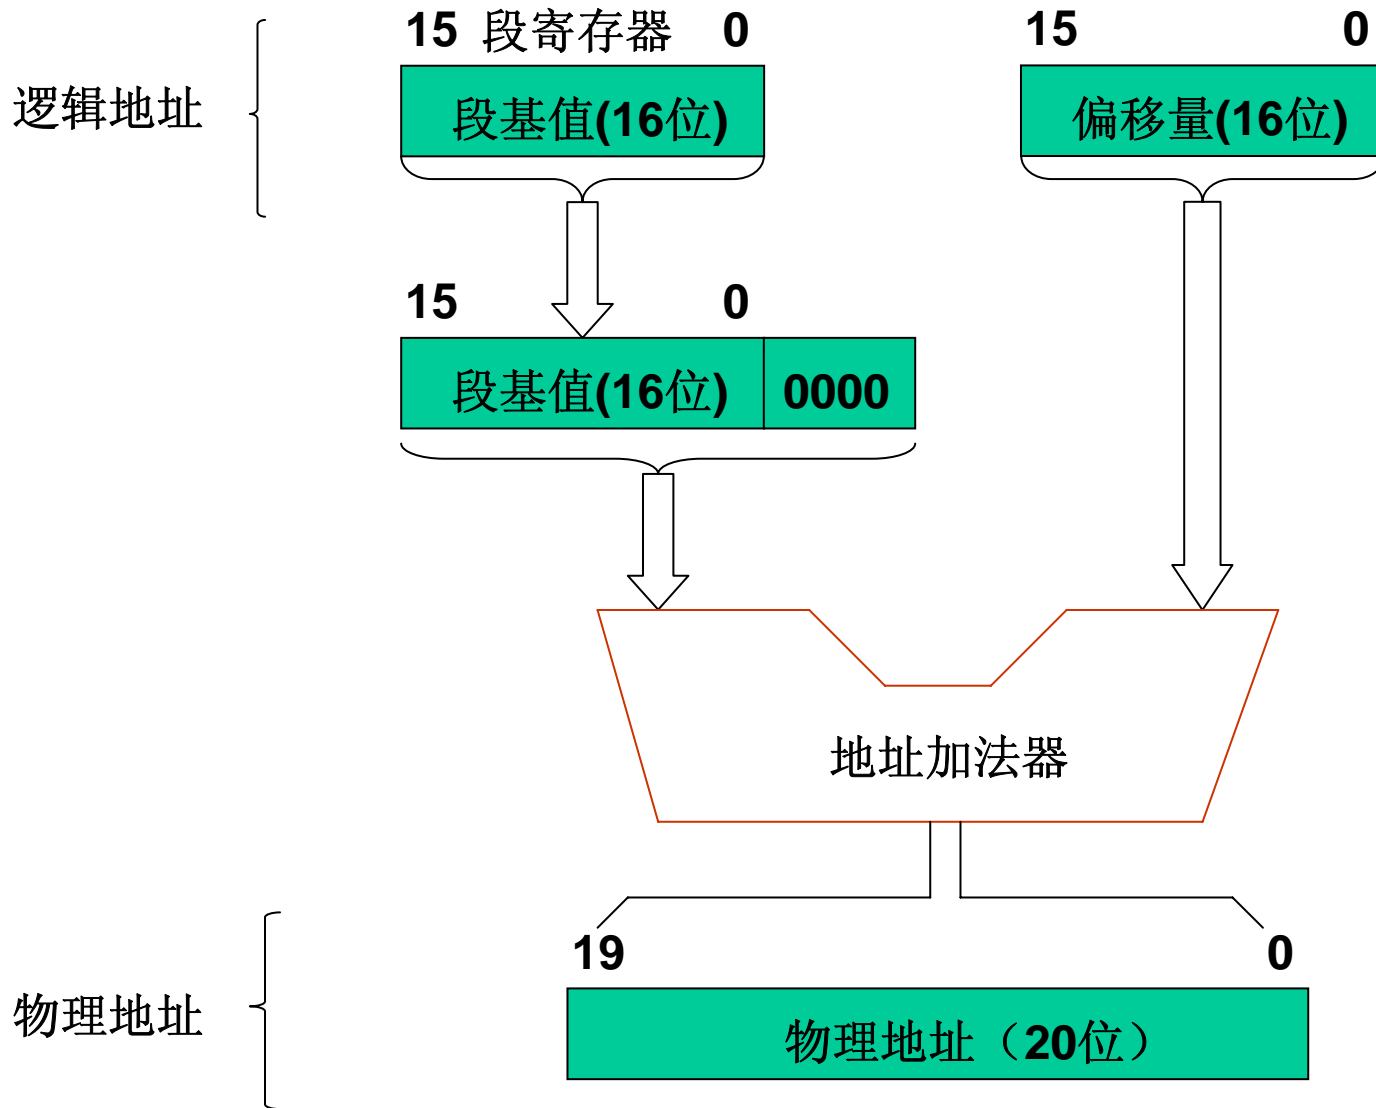 15 段寄存器 0
15 0
逻辑地址
段基值(16位)
偏移量(16位)
15 0
段基值(16位)
0000
地址加法器
19 0
物理地址
物理地址（20位）